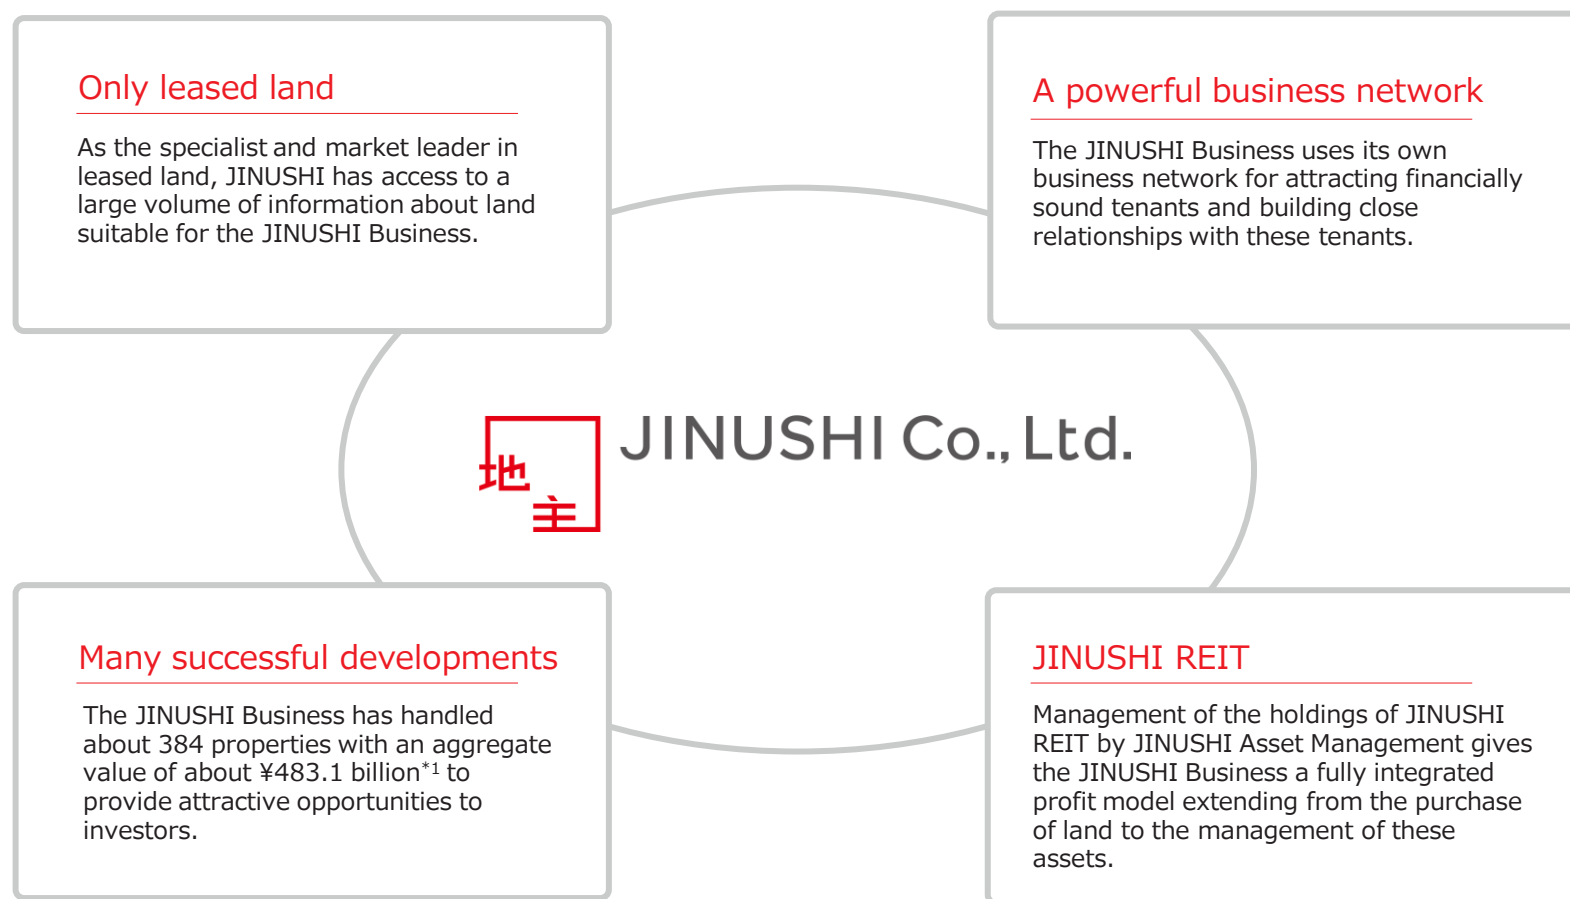 Only leased land
As the specialist and market leader in
leased land, JINUSHI has access to a
large volume of information about land
suitable for the JINUSHI Business.
A powerful business network
The JINUSHI Business uses its own
business network for attracting financially
sound tenants and building close
relationships with these tenants.
地主
JINUSHI Co., Ltd.
Many successful developments
The JINUSHI Business has handled
about 384 properties with an aggregate
value of about ¥483.1 billion*1 to
provide attractive opportunities to
investors.
JINUSHI REIT
Management of the holdings of JINUSHI
REIT by JINUSHI Asset Management gives
the JINUSHI Business a fully integrated
profit model extending from the purchase
of land to the management of these
assets.